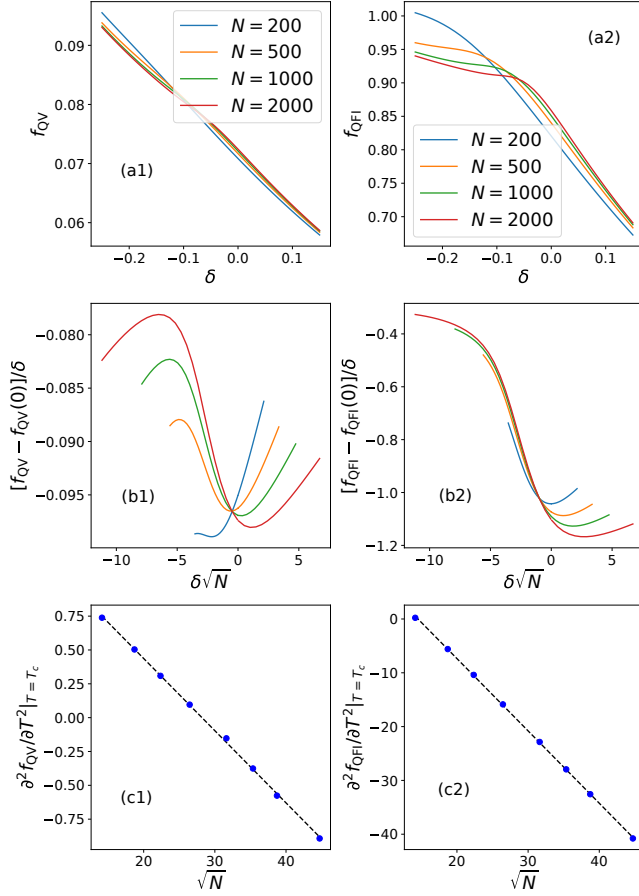 f_QV
0.09
0.08
0.07
0.06
N = 200
N = 500
N = 1000
N = 2000
(a1)
−0.2 −0.1 0.0 0.1
δ
f_QFI
1.00
0.95
0.90
0.85
0.80
0.75
0.70
(a2)
N = 200
N = 500
N = 1000
N = 2000
−0.2 −0.1 0.0 0.1
δ
[f_QV − f_QV(0)]/δ
−0.080
−0.085
−0.090
−0.095
(b1)
−10 −5 0 5
δ√N
[f_QFI − f_QFI(0)]/δ
−0.4
−0.6
−0.8
−1.0
−1.2
(b2)
−10 −5 0 5
δ√N
∂²f_QV/∂T²|_{T=T_c}
0.75
0.50
0.25
0.00
−0.25
−0.50
−0.75
(c1)
20 30 40
√N
∂²f_QFI/∂T²|_{T=T_c}
0
−10
−20
−30
−40
(c2)
20 30 40
√N